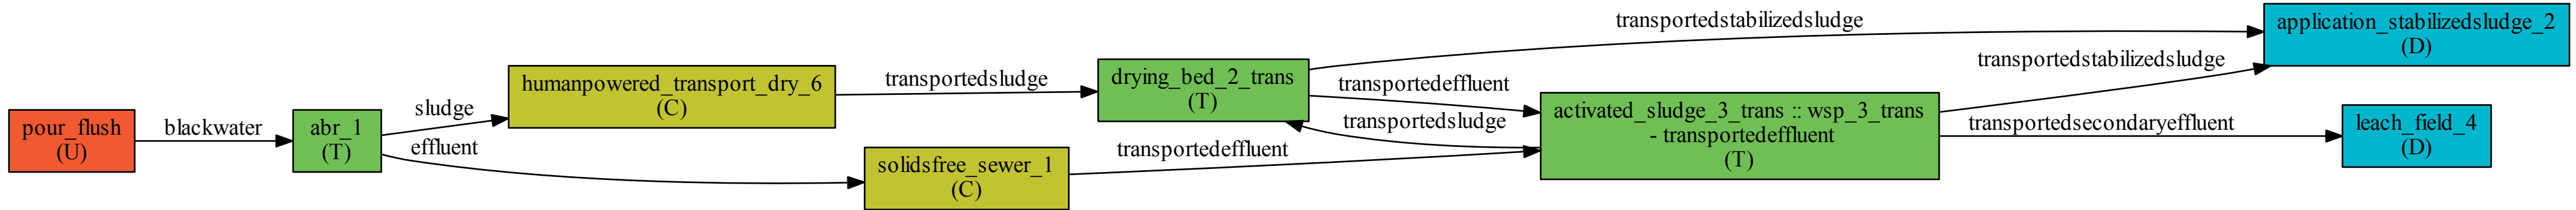 pour_flush
(U)
blackwater
abr_1
(T)
sludge
effluent
humanpowered_transport_dry_6
(C)
solidsfree_sewer_1
(C)
transportedsludge
transportedeffluent
drying_bed_2_trans
(T)
transportedstabilizedsludge
transportedeffluent
transportedsludge
activated_sludge_3_trans :: wsp_3_trans
- transportedeffluent
(T)
transportedstabilizedsludge
transportedsecondaryeffluent
application_stabilizedsludge_2
(D)
leach_field_4
(D)